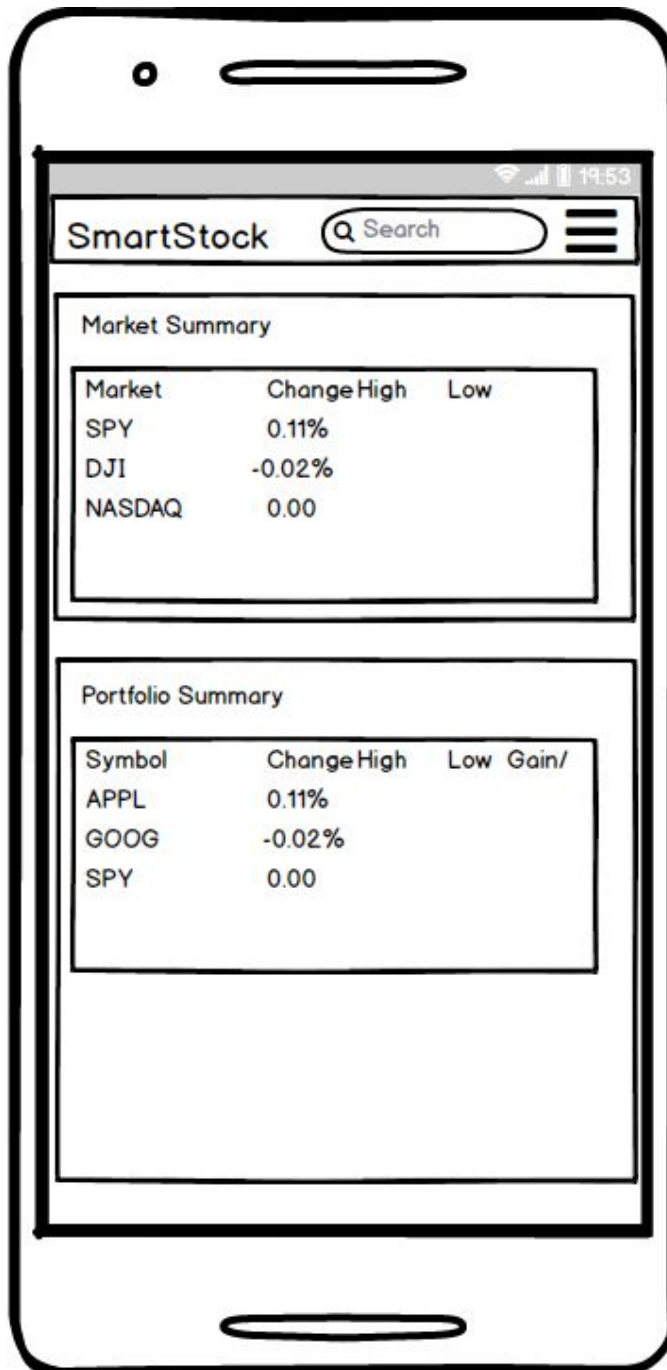 19:53
SmartStock Search
Market Summary
Market Change High Low
SPY 0.11%
DJI -0.02%
NASDAQ 0.00
Portfolio Summary
Symbol Change High Low Gain/
APPL 0.11%
GOOG -0.02%
SPY 0.00